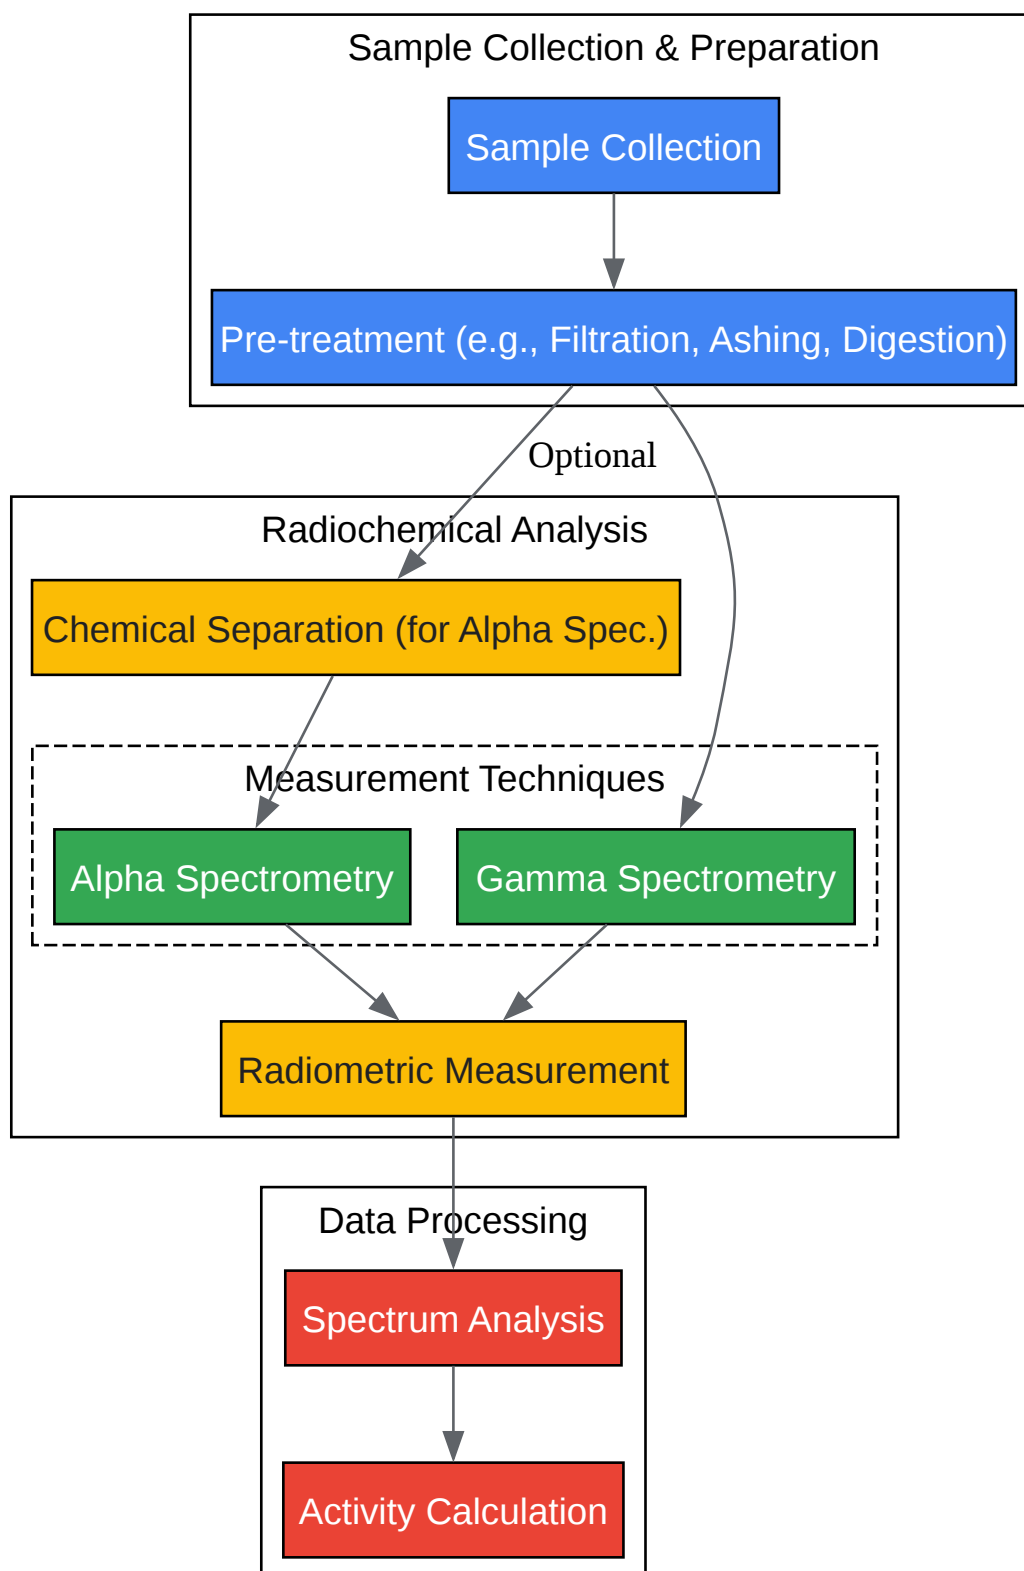 Sample Collection & Preparation
Sample Collection
Pre-treatment (e.g., Filtration, Ashing, Digestion)
Optional
Radiochemical Analysis
Chemical Separation (for Alpha Spec.)
Measurement Techniques
Alpha Spectrometry
Gamma Spectrometry
Radiometric Measurement
Data Processing
Spectrum Analysis
Activity Calculation